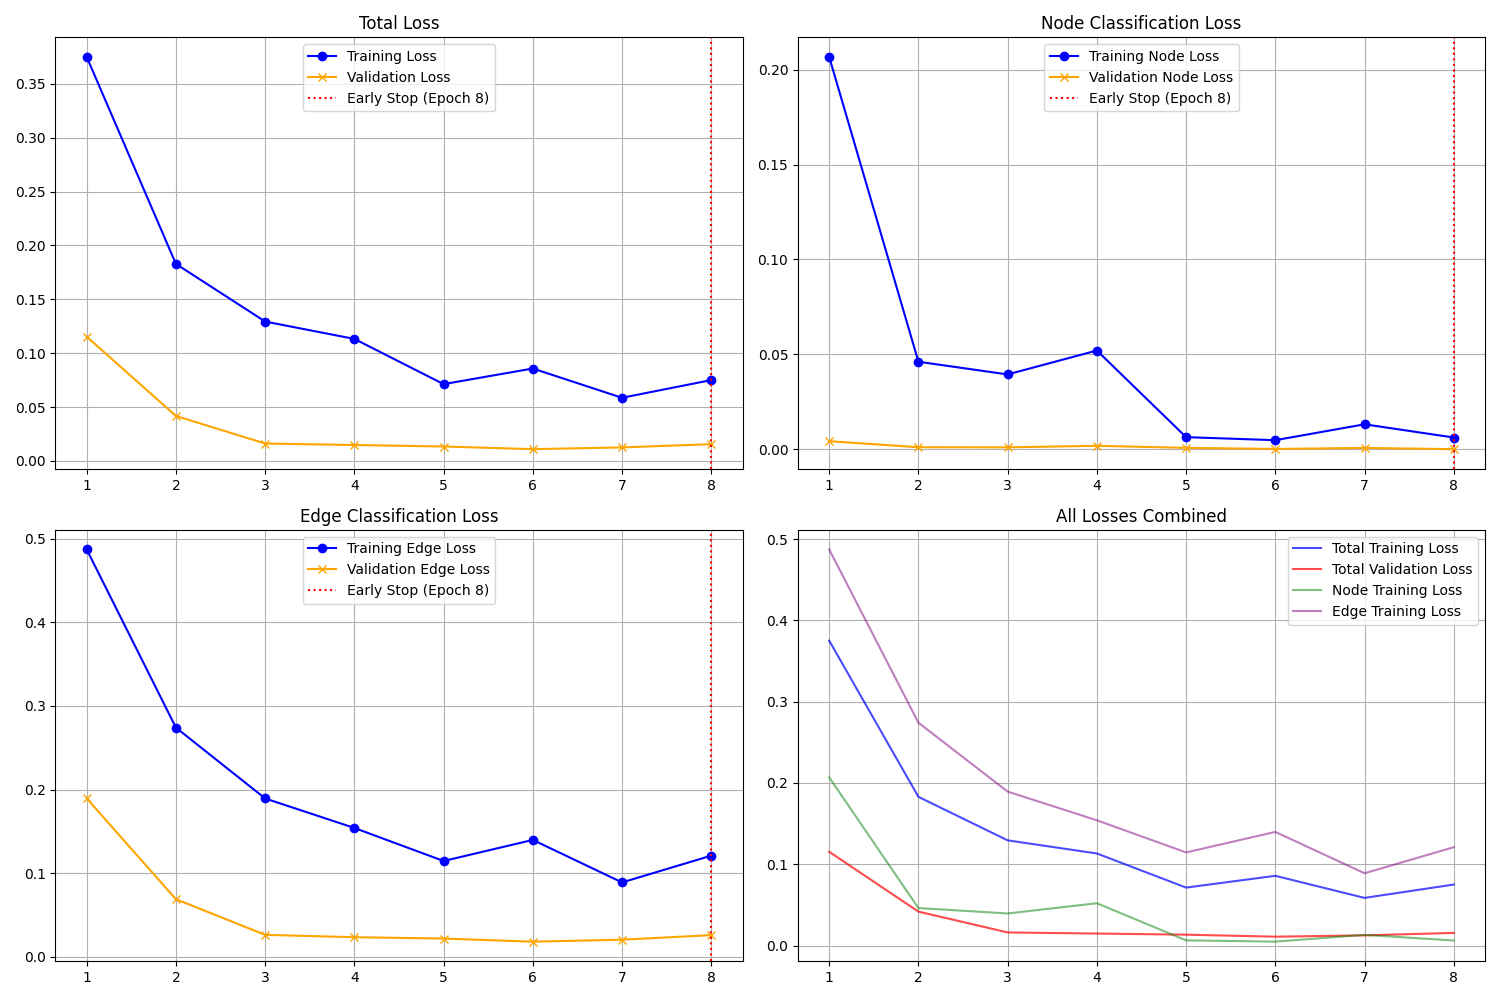 Total Loss
Training Loss
Validation Loss
Early Stop (Epoch 8)
0.35
0.30
0.25
0.20
0.15
0.10
0.05
0.00
1 2 3 4 5 6 7 8
Node Classification Loss
Training Node Loss
Validation Node Loss
Early Stop (Epoch 8)
0.20
0.15
0.10
0.05
0.00
1 2 3 4 5 6 7 8
Edge Classification Loss
Training Edge Loss
Validation Edge Loss
Early Stop (Epoch 8)
0.5
0.4
0.3
0.2
0.1
0.0
1 2 3 4 5 6 7 8
All Losses Combined
Total Training Loss
Total Validation Loss
Node Training Loss
Edge Training Loss
0.5
0.4
0.3
0.2
0.1
0.0
1 2 3 4 5 6 7 8